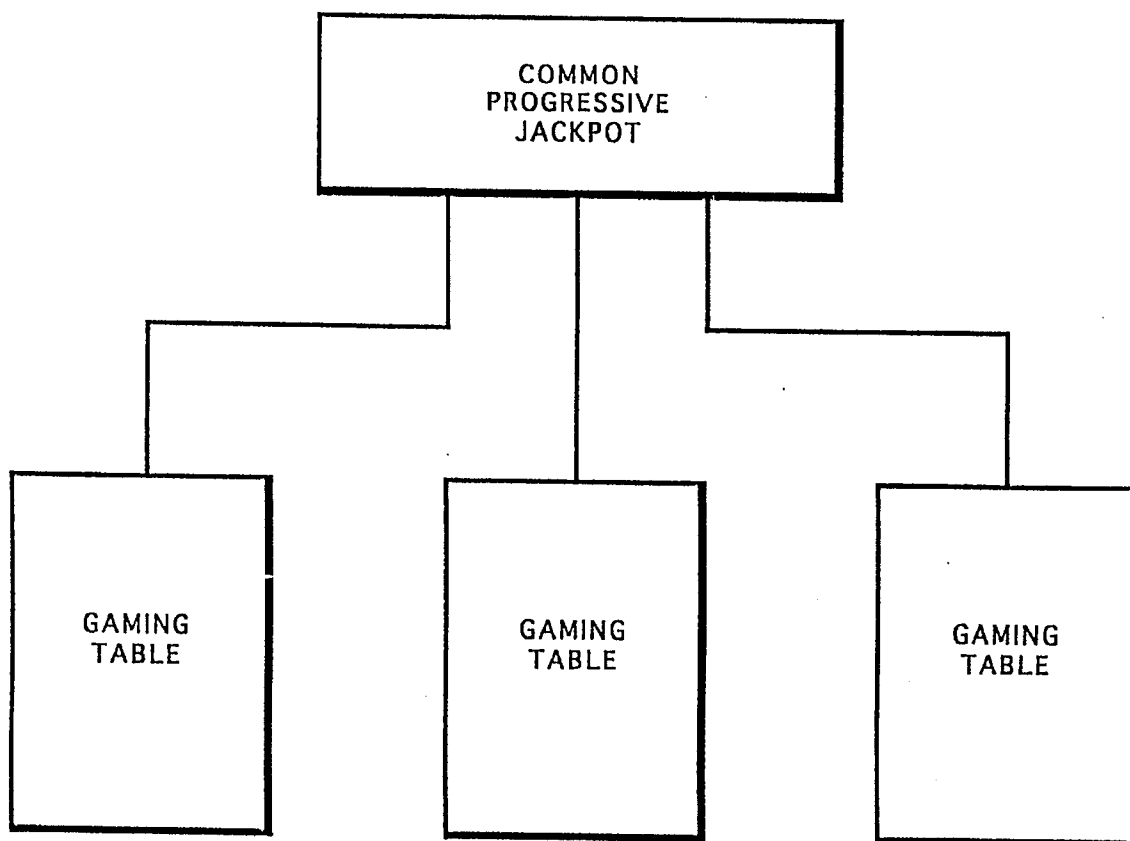 COMMON
PROGRESSIVE
JACKPOT
GAMING
TABLE
GAMING
TABLE
GAMING
TABLE